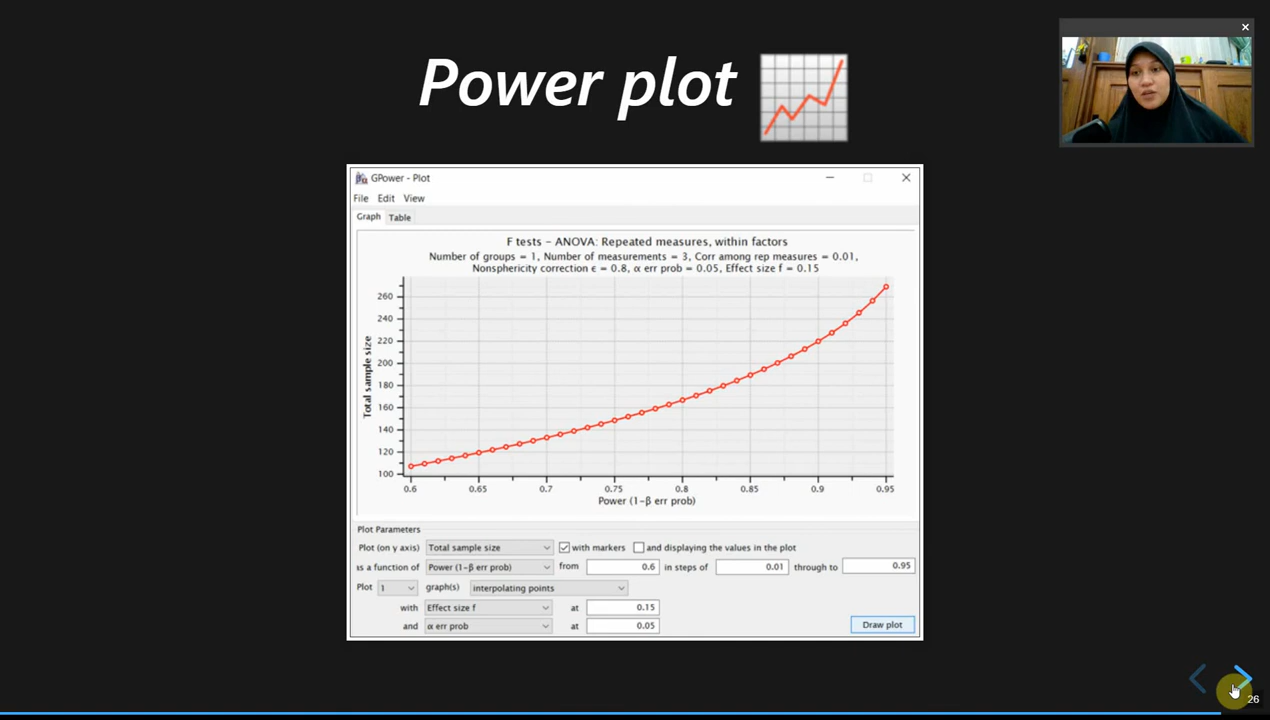 Power plot
GPower - Plot
File Edit View
Graph Table
F tests - ANOVA: Repeated measures, within factors
Number of groups = 1, Number of measurements = 3, Corr among rep measures = 0.01,
Nonsphericity correction ε = 0.8, α err prob = 0.05, Effect size f = 0.15
Total sample size
260
240
220
200
180
160
140
120
100
0.6 0.65 0.7 0.75 0.8 0.85 0.9 0.95
Power (1-β err prob)
Plot Parameters
Plot (on y axis) Total sample size with markers and displaying the values in the plot
as a function of Power (1-β err prob) from 0.6 in steps of 0.01 through to 0.95
Plot 1 graph(s) interpolating points
with Effect size f at 0.15
and α err prob at 0.05
Draw plot
26